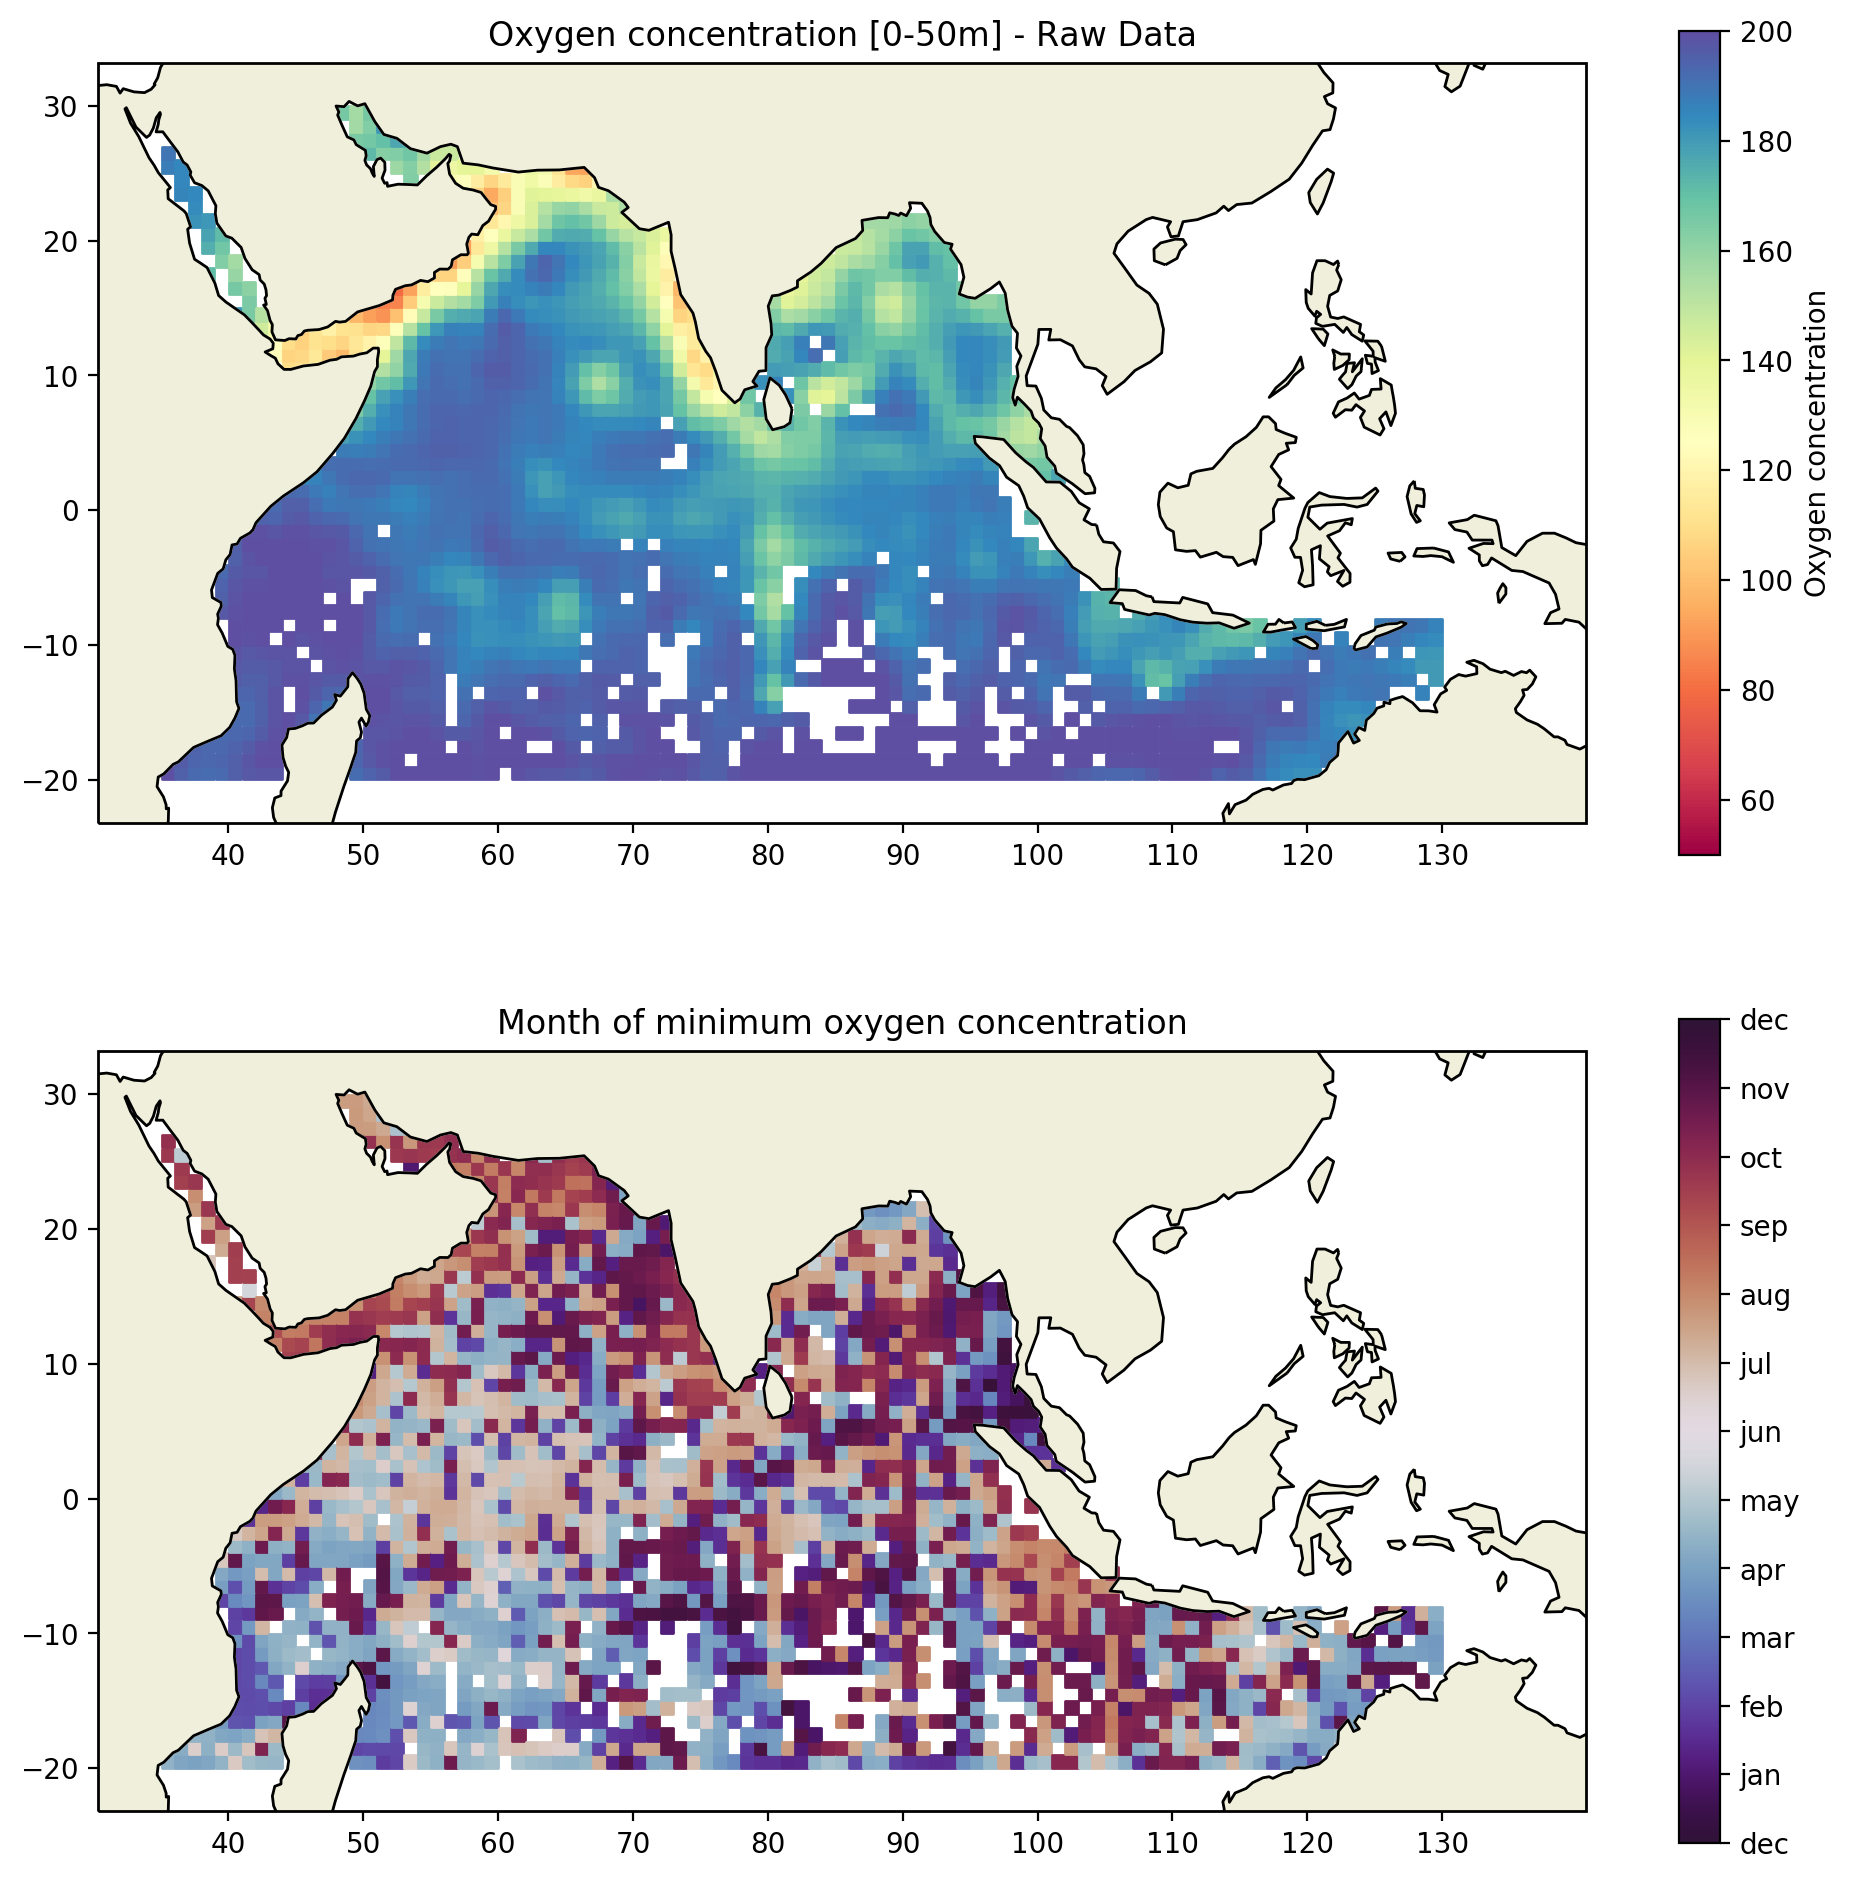 Oxygen concentration [0-50m] - Raw Data
30
20
10
0
−10
−20
40 50 60 70 80 90 100 110 120 130
200
180
160
140
120
100
80
60
Oxygen concentration
Month of minimum oxygen concentration
30
20
10
0
−10
−20
40 50 60 70 80 90 100 110 120 130
dec
nov
oct
sep
aug
jul
jun
may
apr
mar
feb
jan
dec